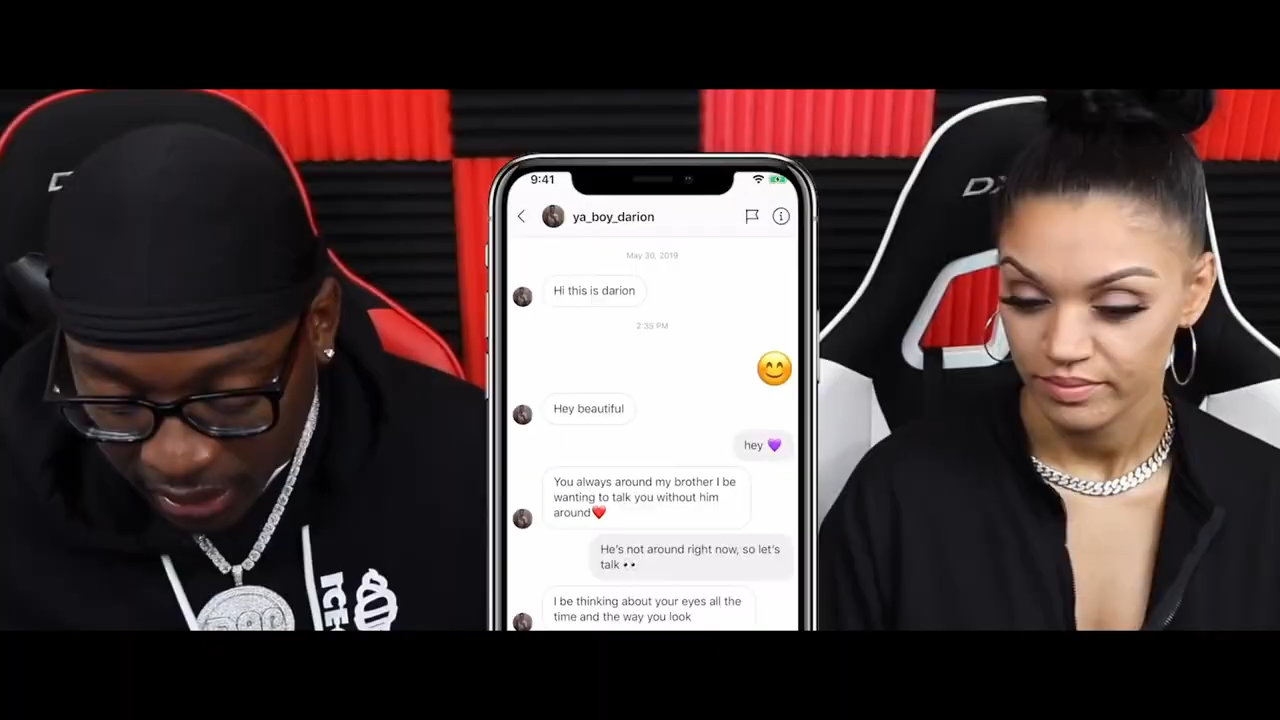 9:41
ya_boy_darion
May 30, 2019
Hi this is darion
2:35 PM
😊
Hey beautiful
hey 💜
You always around my brother I be
wanting to talk you without him
around❤️
He's not around right now, so let's
talk 👀
I be thinking about your eyes all the
time and the way you look
DX
ICE